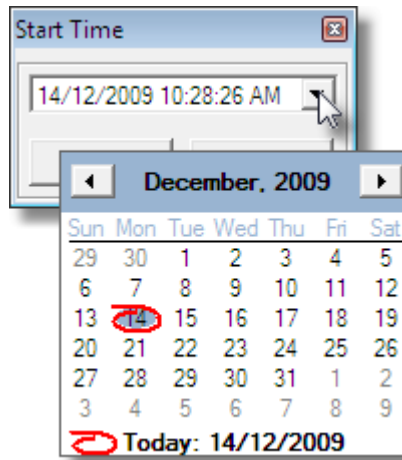 Start Time
14/12/2009 10:28:26 AM
December, 2009
Sun Mon Tue Wed Thu Fri Sat
29 30 1 2 3 4 5
6 7 8 9 10 11 12
13 14 15 16 17 18 19
20 21 22 23 24 25 26
27 28 29 30 31 1 2
3 4 5 6 7 8 9
Today: 14/12/2009